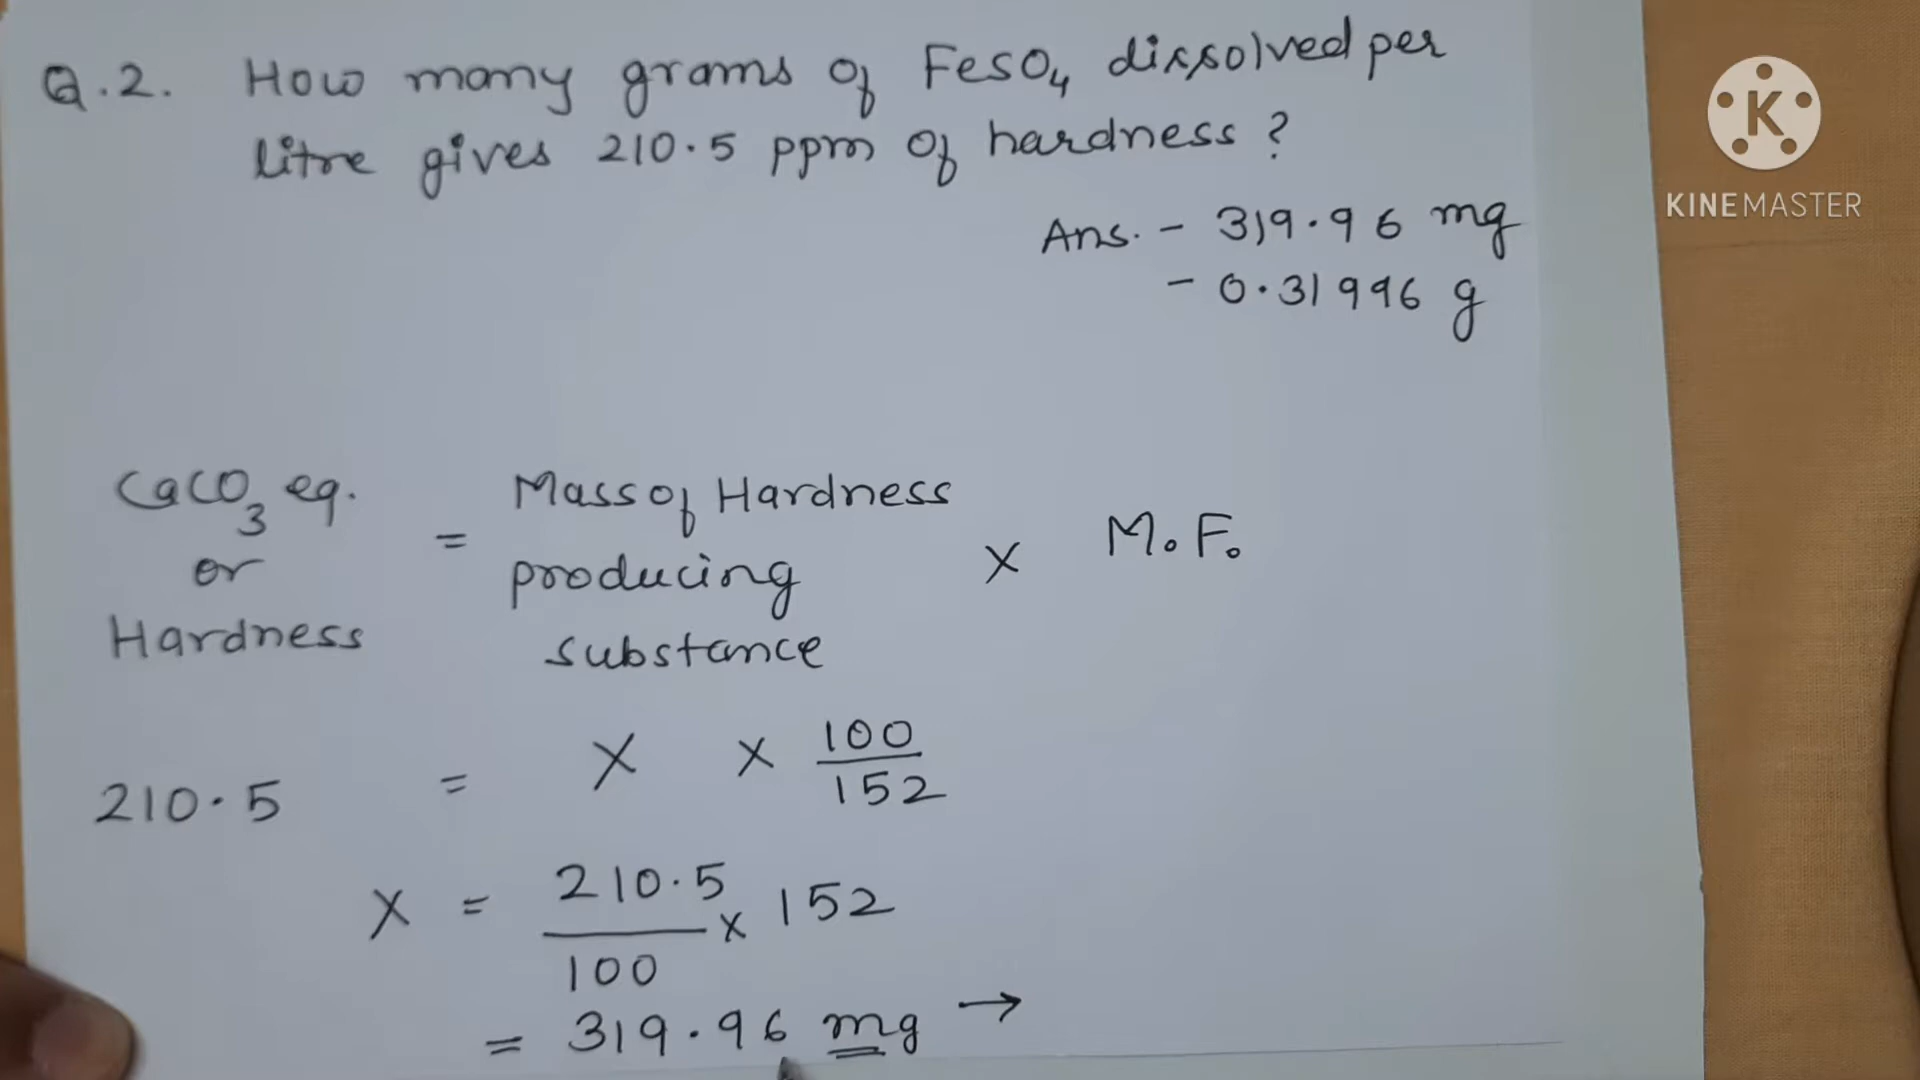 Q.2. How many grams of FeSO4 dissolved per
litre gives 210.5 ppm of hardness?
Ans. - 319.96 mg
- 0.31996 g
CaCO3 eq.
or
Hardness
=
Mass of Hardness
producing
substance
× M.F.
210.5 = X × 100/152
X = 210.5/100 × 152
= 319.96 mg →
K
KINEMASTER